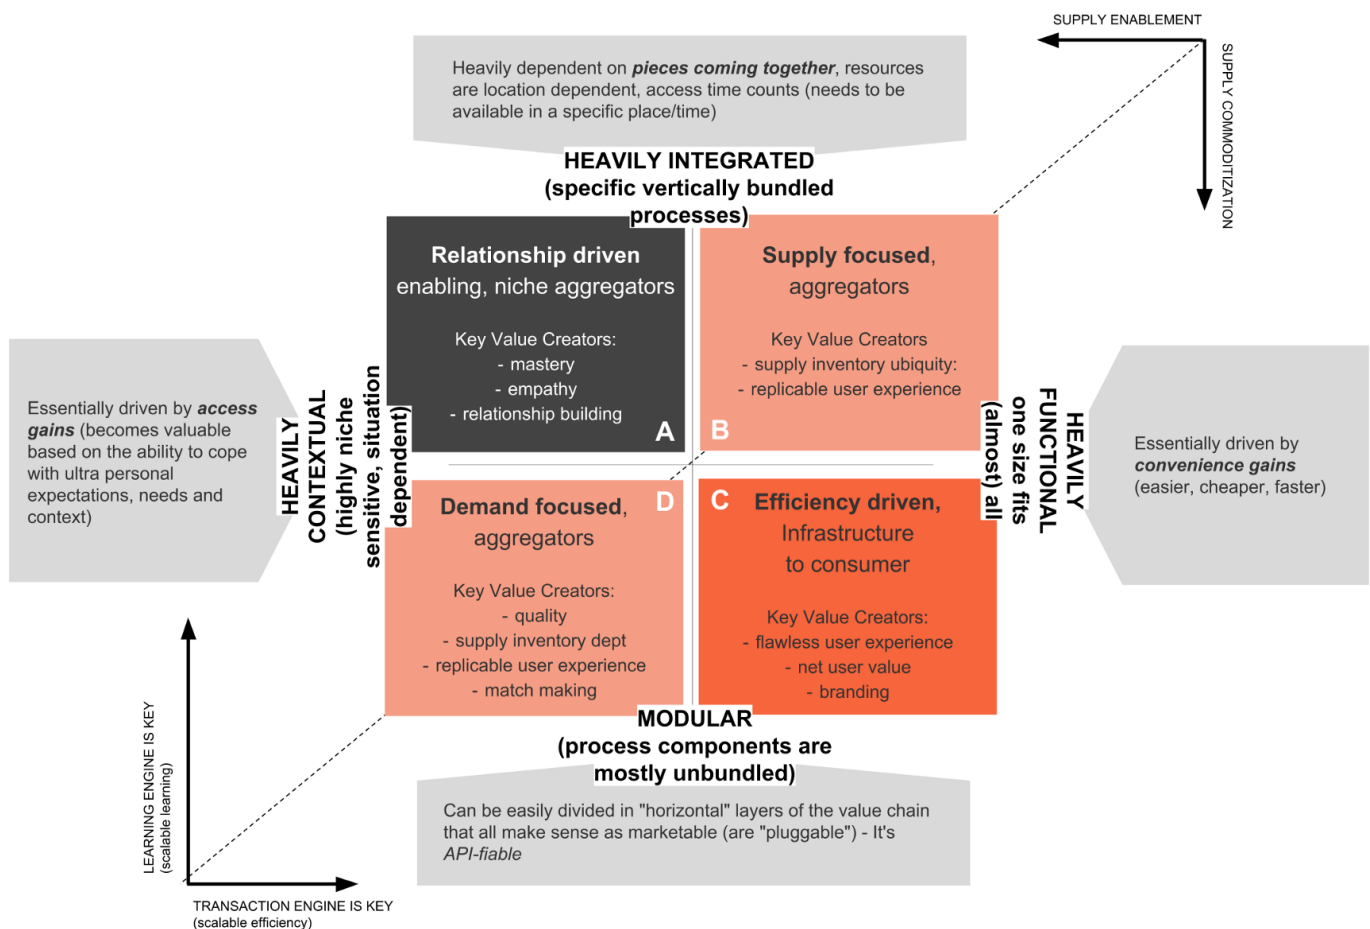 SUPPLY ENABLEMENT
SUPPLY COMMODITIZATION
Heavily dependent on pieces coming together, resources
are location dependent, access time counts (needs to be
available in a specific place/time)
HEAVILY INTEGRATED
(specific vertically bundled
processes)
Relationship driven
enabling, niche aggregators
Key Value Creators:
- mastery
- empathy
- relationship building
A
Supply focused,
aggregators
Key Value Creators
- supply inventory ubiquity:
- replicable user experience
B
Essentially driven by access
gains (becomes valuable
based on the ability to cope
with ultra personal
expectations, needs and
context)
HEAVILY
CONTEXTUAL
(highly niche
sensitive, situation
dependent)
HEAVILY
FUNCTIONAL
one size fits
(almost) all
Essentially driven by
convenience gains
(easier, cheaper, faster)
D
Demand focused,
aggregators
Key Value Creators:
- quality
- supply inventory dept
- replicable user experience
- match making
C
Efficiency driven,
Infrastructure
to consumer
Key Value Creators:
- flawless user experience
- net user value
- branding
MODULAR
(process components are
mostly unbundled)
Can be easily divided in "horizontal" layers of the value chain
that all make sense as marketable (are "pluggable") - It's
API-fiable
LEARNING ENGINE IS KEY
(scalable learning)
TRANSACTION ENGINE IS KEY
(scalable efficiency)